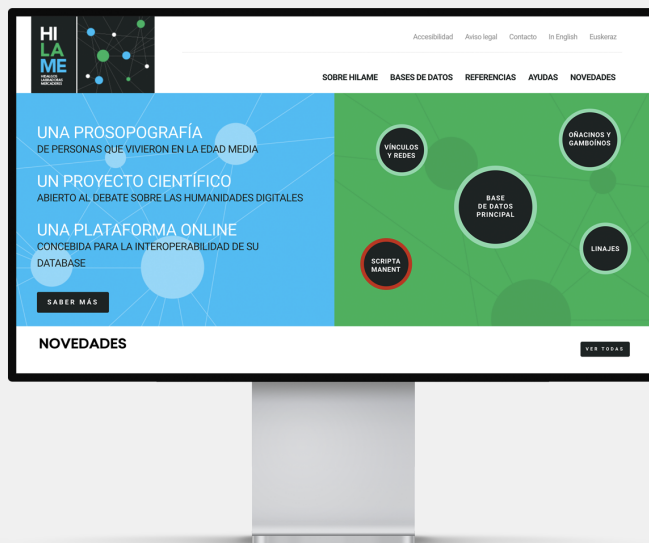 HI
LA
ME
HIDALGOS
LABRADORAS
MERCADERES
Accesibilidad Aviso legal Contacto In English Euskeraz
SOBRE HILAME BASES DE DATOS REFERENCIAS AYUDAS NOVEDADES
UNA PROSOPOGRAFÍA
DE PERSONAS QUE VIVIERON EN LA EDAD MEDIA
UN PROYECTO CIENTÍFICO
ABIERTO AL DEBATE SOBRE LAS HUMANIDADES DIGITALES
UNA PLATAFORMA ONLINE
CONCEBIDA PARA LA INTEROPERABILIDAD DE SU
DATABASE
SABER MÁS
VÍNCULOS
Y REDES
OÑACINOS Y
GAMBOÍNOS
BASE
DE DATOS
PRINCIPAL
LINAJES
SCRIPTA
MANENT
NOVEDADES
VER TODAS